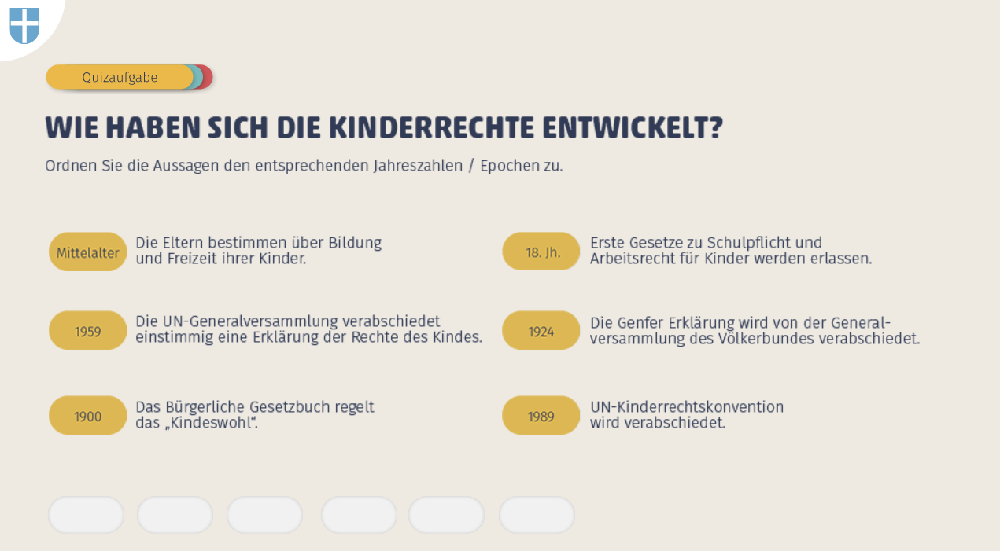 Quizaufgabe
WIE HABEN SICH DIE KINDERRECHTE ENTWICKELT?
Ordnen Sie die Aussagen den entsprechenden Jahreszahlen / Epochen zu.
Mittelalter
Die Eltern bestimmen über Bildung
und Freizeit ihrer Kinder.
18. Jh.
Erste Gesetze zu Schulpflicht und
Arbeitsrecht für Kinder werden erlassen.
1959
Die UN-Generalversammlung verabschiedet
einstimmig eine Erklärung der Rechte des Kindes.
1924
Die Genfer Erklärung wird von der General-
versammlung des Völkerbundes verabschiedet.
1900
Das Bürgerliche Gesetzbuch regelt
das „Kindeswohl“.
1989
UN-Kinderrechtskonvention
wird verabschiedet.